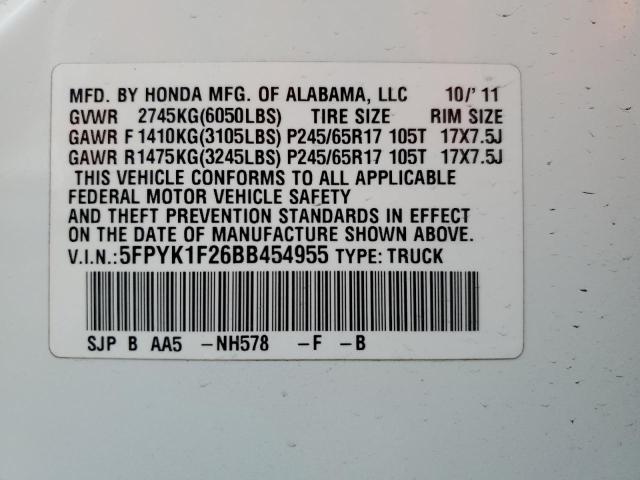 MFD. BY HONDA MFG. OF ALABAMA, LLC 10/'11
GVWR 2745KG(6050LBS) TIRE SIZE RIM SIZE
GAWR F 1410KG(3105LBS) P245/65R17 105T 17X7.5J
GAWR R 1475KG(3245LBS) P245/65R17 105T 17X7.5J
THIS VEHICLE CONFORMS TO ALL APPLICABLE
FEDERAL MOTOR VEHICLE SAFETY
AND THEFT PREVENTION STANDARDS IN EFFECT
ON THE DATE OF MANUFACTURE SHOWN ABOVE.
V.I.N.:5FPYK1F26BB454955 TYPE: TRUCK
SJP B AA5 -NH578 -F -B